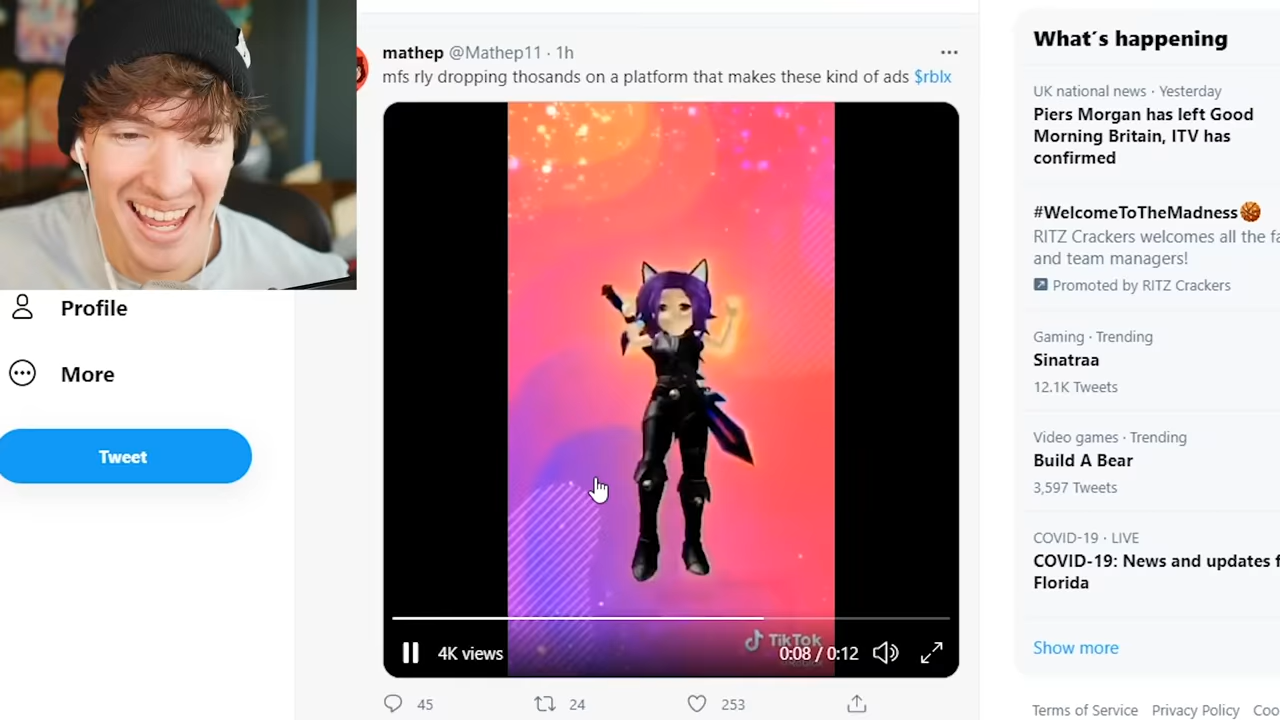 mathep @Mathep11 · 1h
mfs rly dropping thosands on a platform that makes these kind of ads $rblx
Profile
More
Tweet
TikTok
4K views
0:08 / 0:12
45
24
253
What´s happening
UK national news · Yesterday
Piers Morgan has left Good
Morning Britain, ITV has
confirmed
#WelcomeToTheMadness
RITZ Crackers welcomes all the fa
and team managers!
Promoted by RITZ Crackers
Gaming · Trending
Sinatraa
12.1K Tweets
Video games · Trending
Build A Bear
3,597 Tweets
COVID-19 · LIVE
COVID-19: News and updates f
Florida
Show more
Terms of Service Privacy Policy Coo